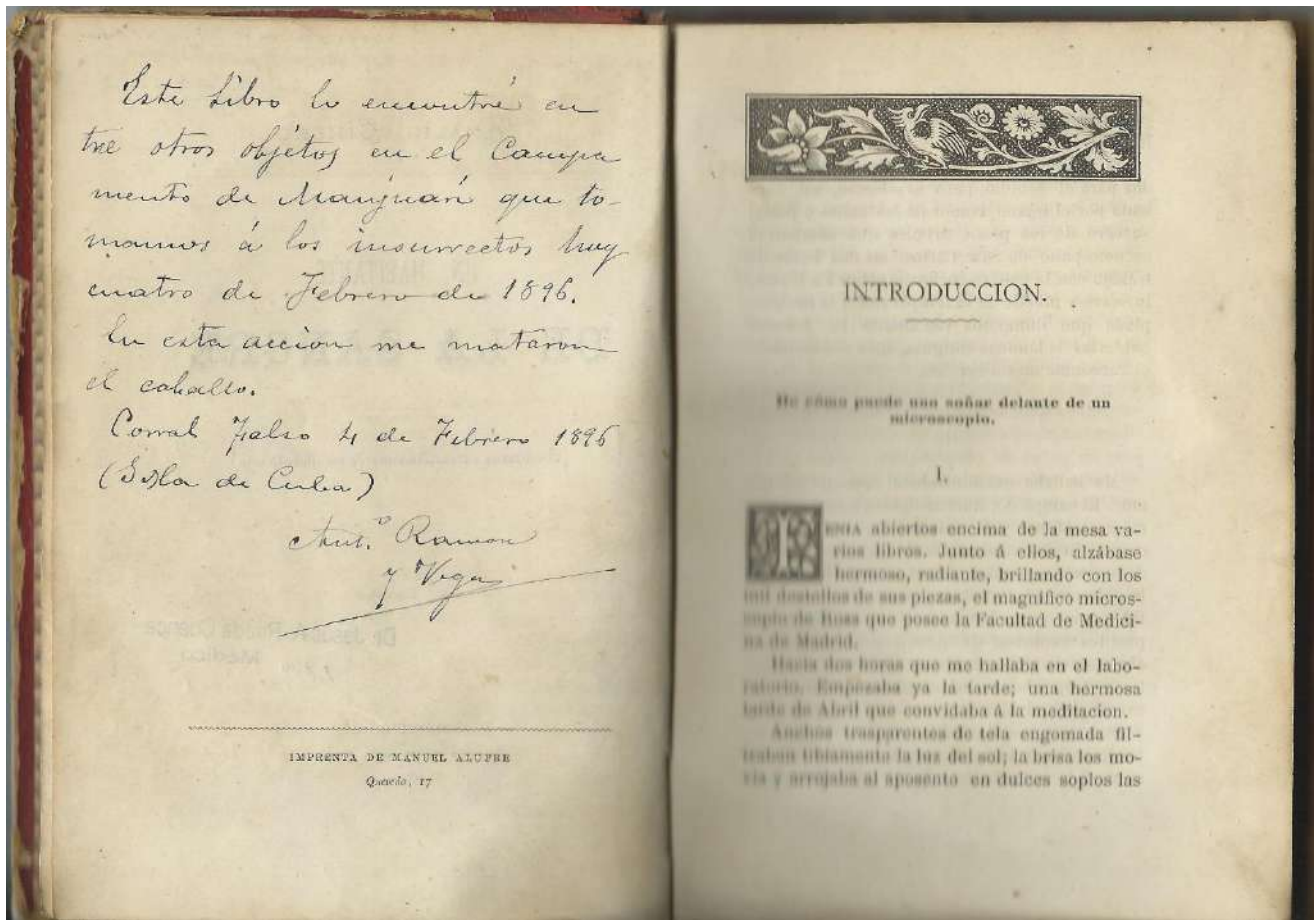 Este Libro lo encontré en
tre otros objetos en el Campa
mento de Manjuarí que to-
mamos á los insurrectos hoy
cuatro de Febrero de 1896.
En esta accion me mataron
el caballo.
Corral Falso 4 de Febrero 1896
(Isla de Cuba)
Ant.º Ramon
y Vega
IMPRENTA DE MANUEL ALUFRE
Quevedo, 17
INTRODUCCION.
De cómo puede uno soñar delante de un
microscopio.
I.
TENIA abiertos encima de la mesa va-
rios libros. Junto á ellos, alzábase
hermoso, radiante, brillando con los
mil destellos de sus piezas, el magnífico micros-
copio de Ross que posee la Facultad de Medici-
na de Madrid.
Hacia dos horas que me hallaba en el labo-
ratorio. Empezaba ya la tarde; una hermosa
tarde de Abril que convidaba á la meditacion.
Anchos trasparentes de tela engomada fil-
traban tibiamente la luz del sol; la brisa los mo-
via y arrojaba al aposento en dulces soplos las